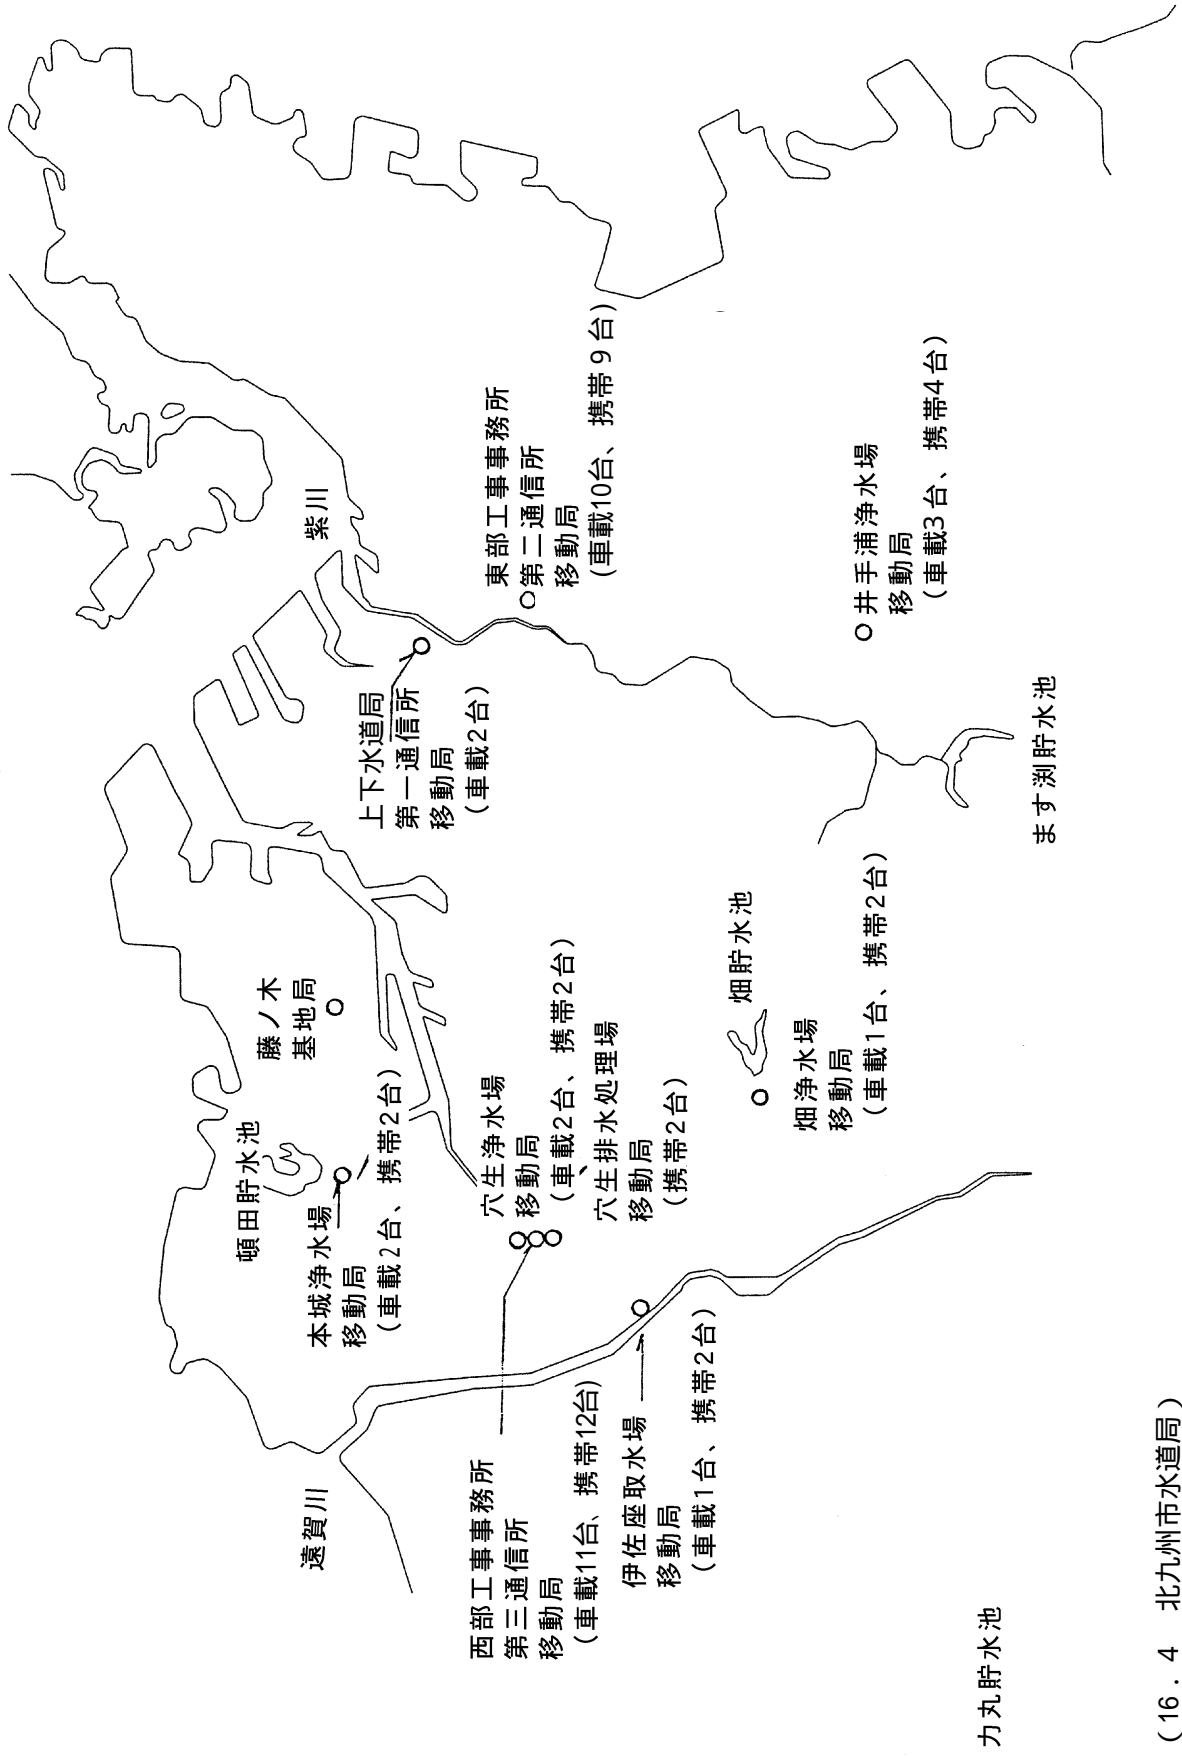 紫川
東部工事事務所
第二通信所
移動局
(車載10台、携帯９台)
井手浦浄水場
移動局
(車載3台、携帯4台)
上下水道局
第一通信所
移動局
(車載2台)
ます渕貯水池
藤ノ木
基地局
頓田貯水池
本城浄水場
移動局
(車載2台、携帯2台)
穴生浄水場
移動局
(車載2台、携帯2台)
穴生排水処理場
移動局
(携帯2台)
畑貯水池
畑浄水場
移動局
(車載1台、携帯2台)
遠賀川
西部工事事務所
第三通信所
移動局
(車載11台、携帯12台)
伊佐座取水場
移動局
(車載1台、携帯2台)
力丸貯水池
(16．4　北九州市水道局)